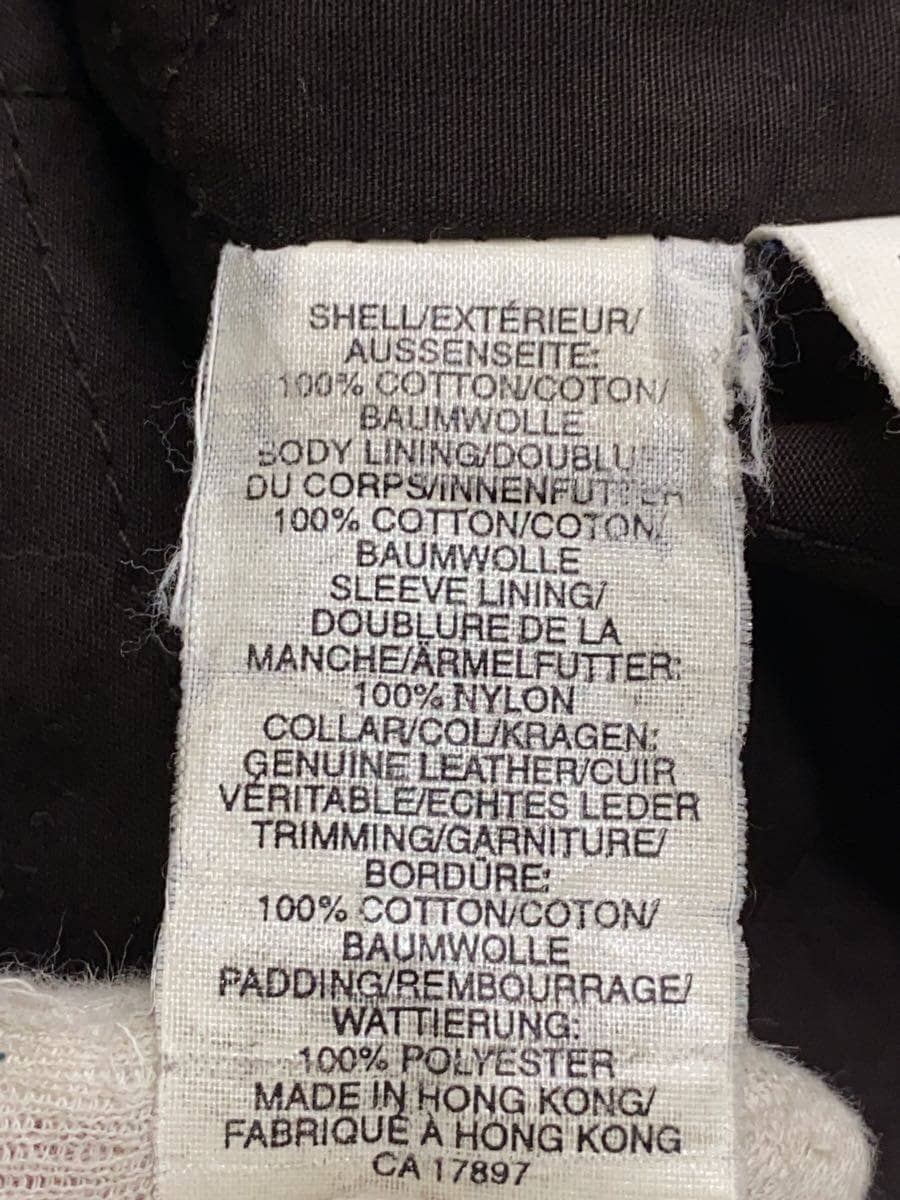 SHELL/EXTÉRIEUR/
AUSSENSEITE:
100% COTTON/COTON/
BAUMWOLLE
BODY LINING/DOUBLURE
DU CORPS/INNENFUTTER
100% COTTON/COTON/
BAUMWOLLE
SLEEVE LINING/
DOUBLURE DE LA
MANCHE/ÄRMELFUTTER:
100% NYLON
COLLAR/COL/KRAGEN:
GENUINE LEATHER/CUIR
VÉRITABLE/ECHTES LEDER
TRIMMING/GARNITURE/
BORDÜRE:
100% COTTON/COTON/
BAUMWOLLE
PADDING/REMBOURRAGE/
WATTIERUNG:
100% POLYESTER
MADE IN HONG KONG/
FABRIQUÉ À HONG KONG
CA 17897